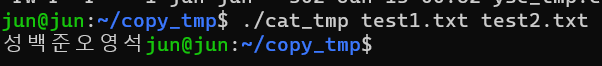 jun@jun:~/copy_tmp$ ./cat_tmp test1.txt test2.txt
성백준오영석jun@jun:~/copy_tmp$